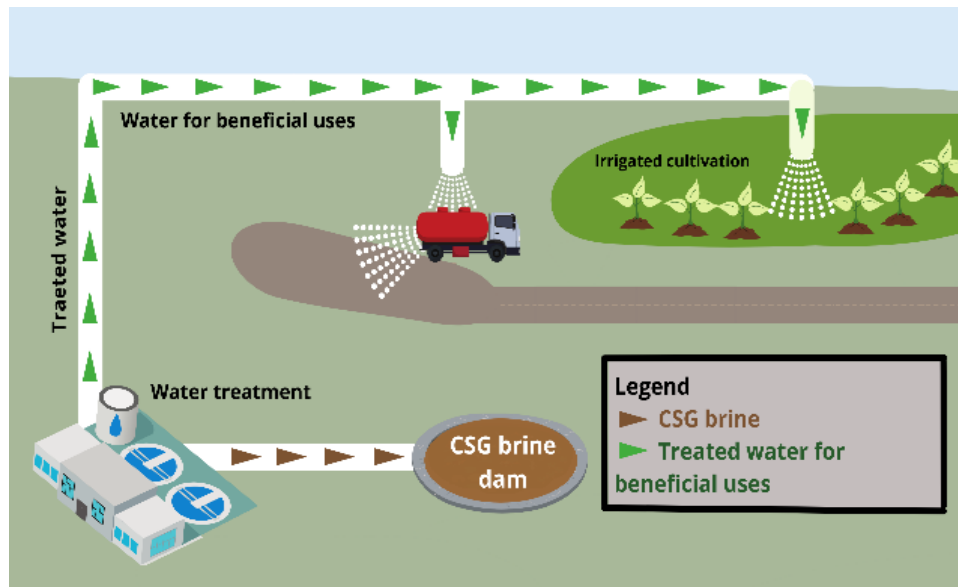 Water for beneficial uses
Irrigated cultivation
Traeted water
Water treatment
CSG brine
dam
Legend
CSG brine
Treated water for
beneficial uses